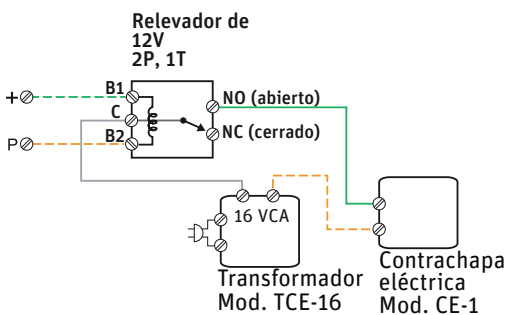 Relevador de
12V
2P, 1T
+
B1
NO (abierto)
C
B2
NC (cerrado)
P
16 VCA
Transformador
Mod. TCE-16
Contrachapa
eléctrica
Mod. CE-1